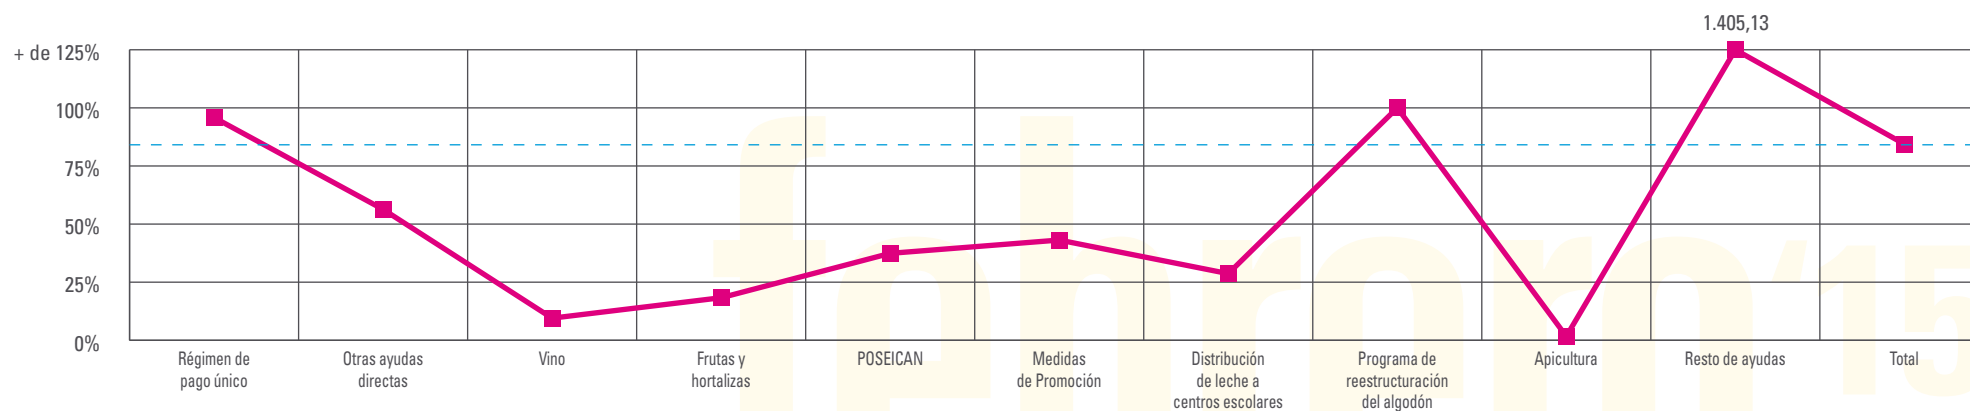 1.405,13
+ de 125%
100%
75%
50%
25%
0%
Régimen de
pago único
Otras ayudas
directas
Vino
Frutas y
hortalizas
POSEICAN
Medidas
de Promoción
Distribución
de leche a
centros escolares
Programa de
reestructuración
del algodón
Apicultura
Resto de ayudas
Total
febrero'15